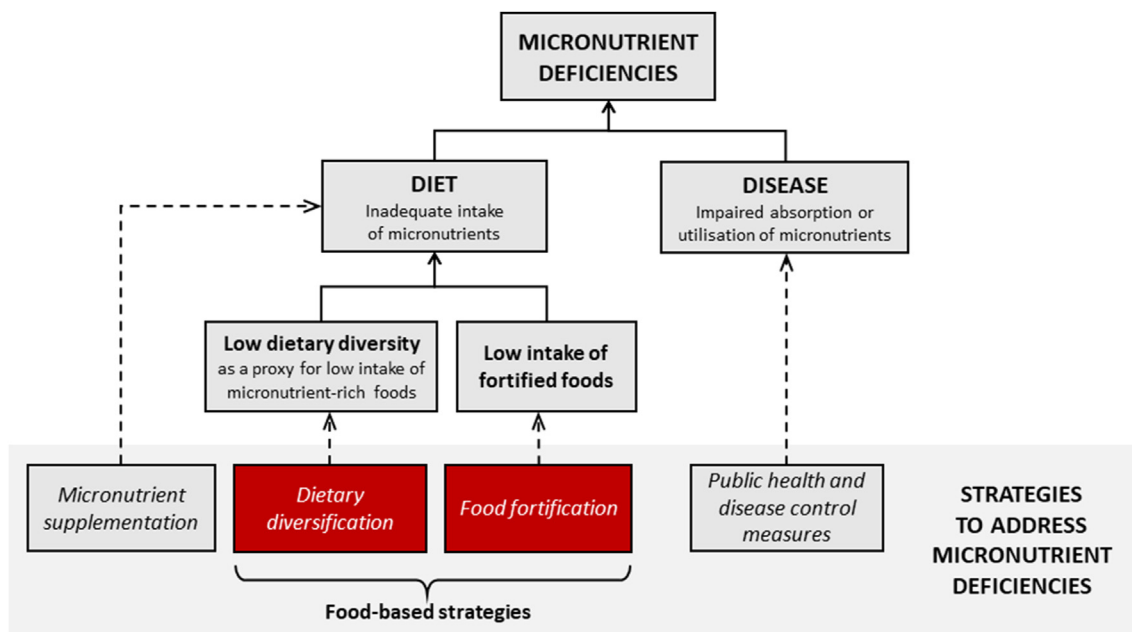 MICRONUTRIENT
DEFICIENCIES
DIET
Inadequate intake
of micronutrients
DISEASE
Impaired absorption or
utilisation of micronutrients
Low dietary diversity
as a proxy for low intake of
micronutrient-rich foods
Low intake of
fortified foods
Micronutrient
supplementation
Dietary
diversification
Food fortification
Public health and
disease control
measures
STRATEGIES
TO ADDRESS
MICRONUTRIENT
DEFICIENCIES
Food-based strategies